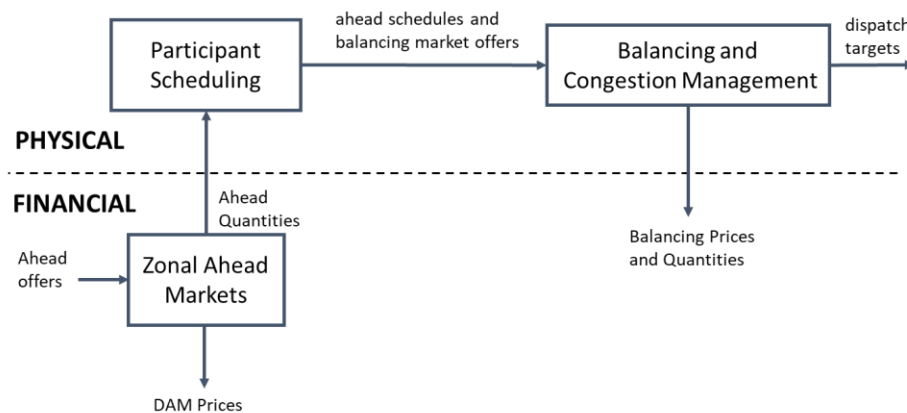 ahead schedules and
balancing market offers
dispatch
targets
Participant
Scheduling
Balancing and
Congestion Management
PHYSICAL
FINANCIAL
Ahead
Quantities
Ahead
offers
Zonal Ahead
Markets
Balancing Prices
and Quantities
DAM Prices